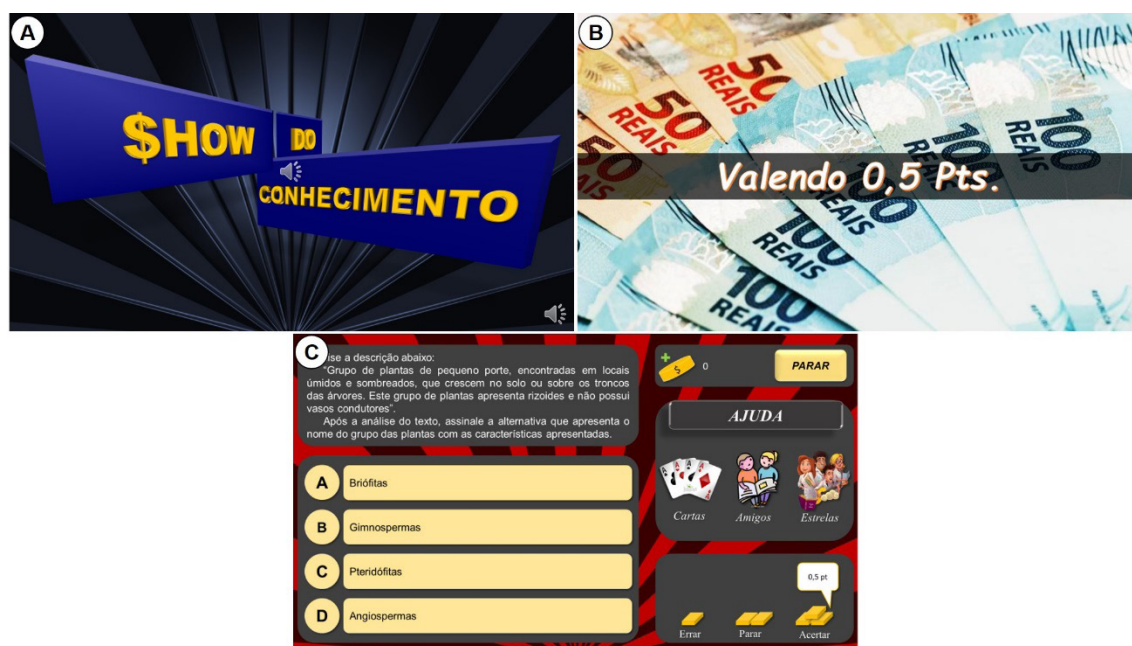 A
$HOW DO
CONHECIMENTO
B
50 REAIS
50 REAIS
50
100 REAIS
100 REAIS
100
100
REAIS
Valendo 0,5 Pts.
C
a descrição abaixo:
"Grupo de plantas de pequeno porte, encontradas em locais
úmidos e sombreados, que crescem no solo ou sobre os troncos
das árvores. Este grupo de plantas apresenta rizoides e não possui
vasos condutores".
Após a análise do texto, assinale a alternativa que apresenta o
nome do grupo das plantas com as características apresentadas.
A Briófitas
B Gimnospermas
C Pteridófitas
D Angiospermas
$ 0
PARAR
AJUDA
Cartas Amigos Estrelas
0,5 pt
Errar Parar Acertar